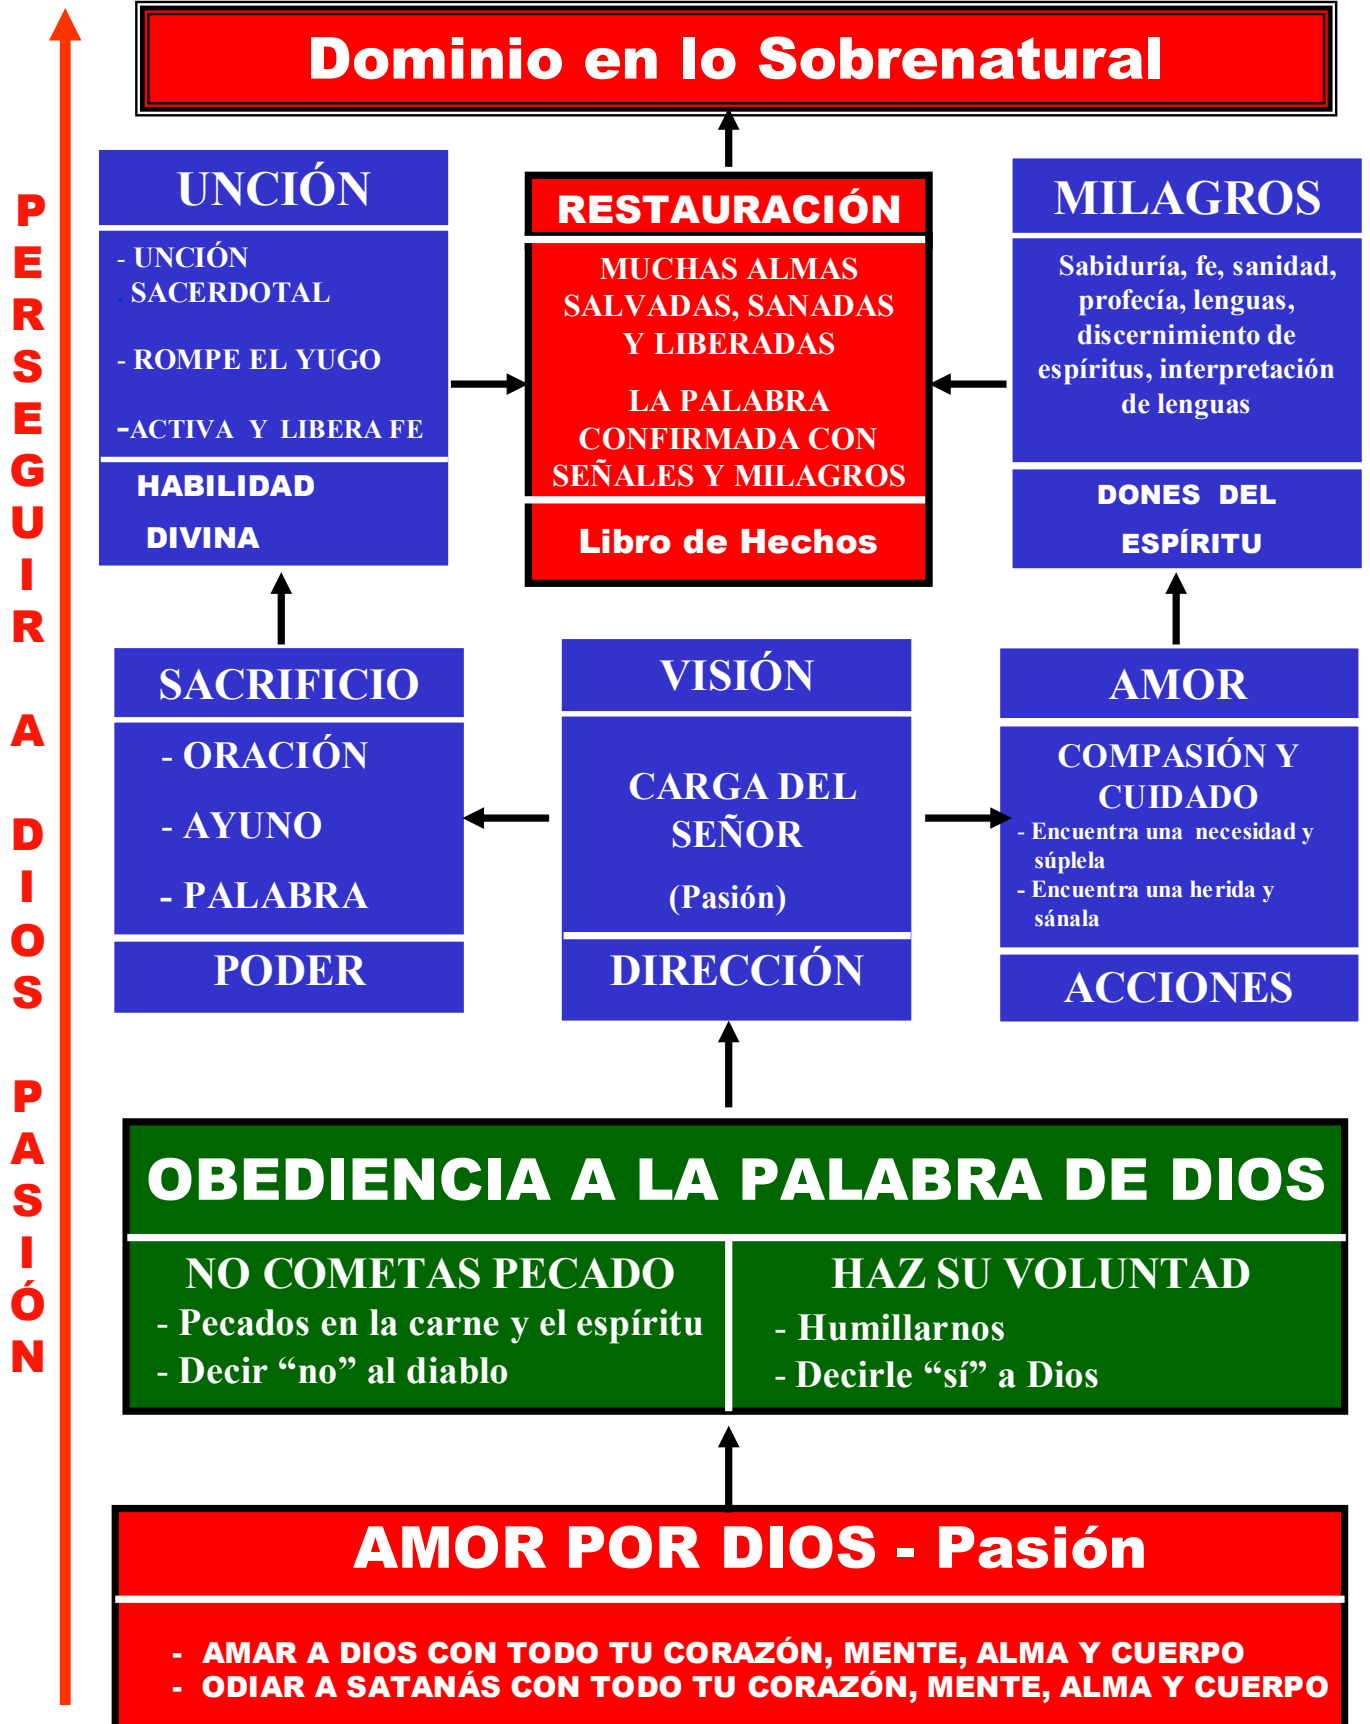 Dominio en lo Sobrenatural
PERSEGUIR A DIOS PASIÓN
UNCIÓN
- UNCIÓN
. SACERDOTAL
- ROMPE EL YUGO
-ACTIVA Y LIBERA FE
HABILIDAD
DIVINA
RESTAURACIÓN
MUCHAS ALMAS
SALVADAS, SANADAS
Y LIBERADAS
LA PALABRA
CONFIRMADA CON
SEÑALES Y MILAGROS
Libro de Hechos
MILAGROS
Sabiduría, fe, sanidad,
profecía, lenguas,
discernimiento de
espíritus, interpretación
de lenguas
DONES DEL
ESPÍRITU
SACRIFICIO
- ORACIÓN
- AYUNO
- PALABRA
PODER
VISIÓN
CARGA DEL
SEÑOR
(Pasión)
DIRECCIÓN
AMOR
COMPASIÓN Y
CUIDADO
- Encuentra una necesidad y
súplela
- Encuentra una herida y
sánala
ACCIONES
OBEDIENCIA A LA PALABRA DE DIOS
NO COMETAS PECADO
- Pecados en la carne y el espíritu
- Decir “no” al diablo
HAZ SU VOLUNTAD
- Humillarnos
- Decirle “sí” a Dios
AMOR POR DIOS - Pasión
- AMAR A DIOS CON TODO TU CORAZÓN, MENTE, ALMA Y CUERPO
- ODIAR A SATANÁS CON TODO TU CORAZÓN, MENTE, ALMA Y CUERPO